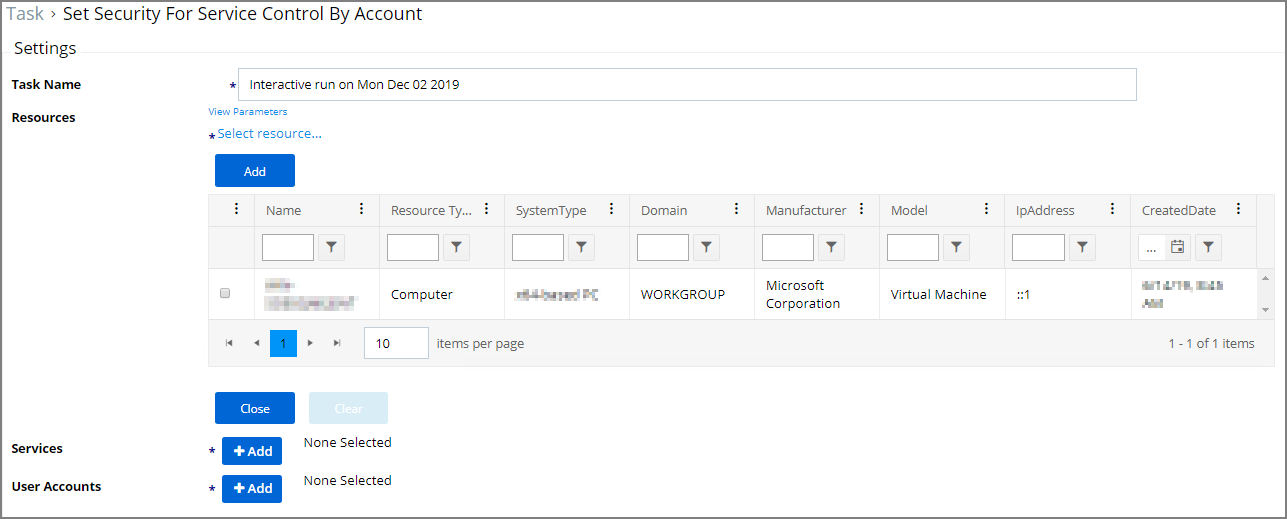 Task › Set Security For Service Control By Account
Settings
Task Name * Interactive run on Mon Dec 02 2019
Resources View Parameters
* Select resource...
Add
Name Resource Ty... SystemType Domain Manufacturer Model IpAddress CreatedDate
...
Computer x64-based PC WORKGROUP Microsoft Corporation Virtual Machine ::1
1 10 items per page 1 - 1 of 1 items
Close Clear
Services * + Add None Selected
User Accounts * + Add None Selected